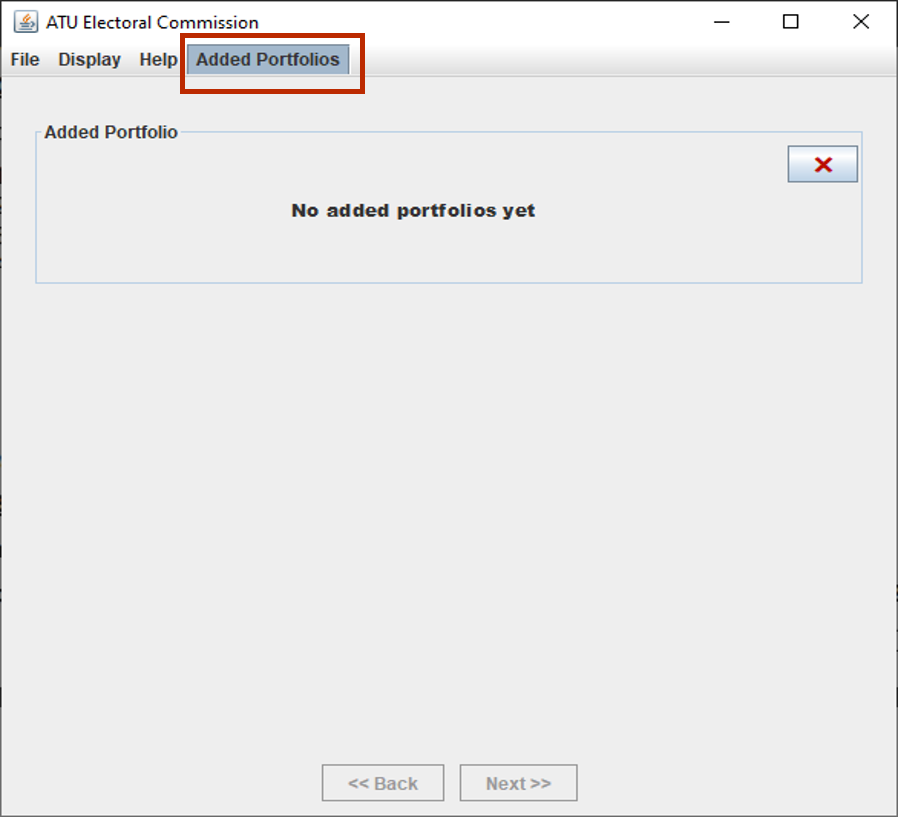 ATU Electoral Commission
File Display Help Added Portfolios
Added Portfolio
No added portfolios yet
<< Back Next >>